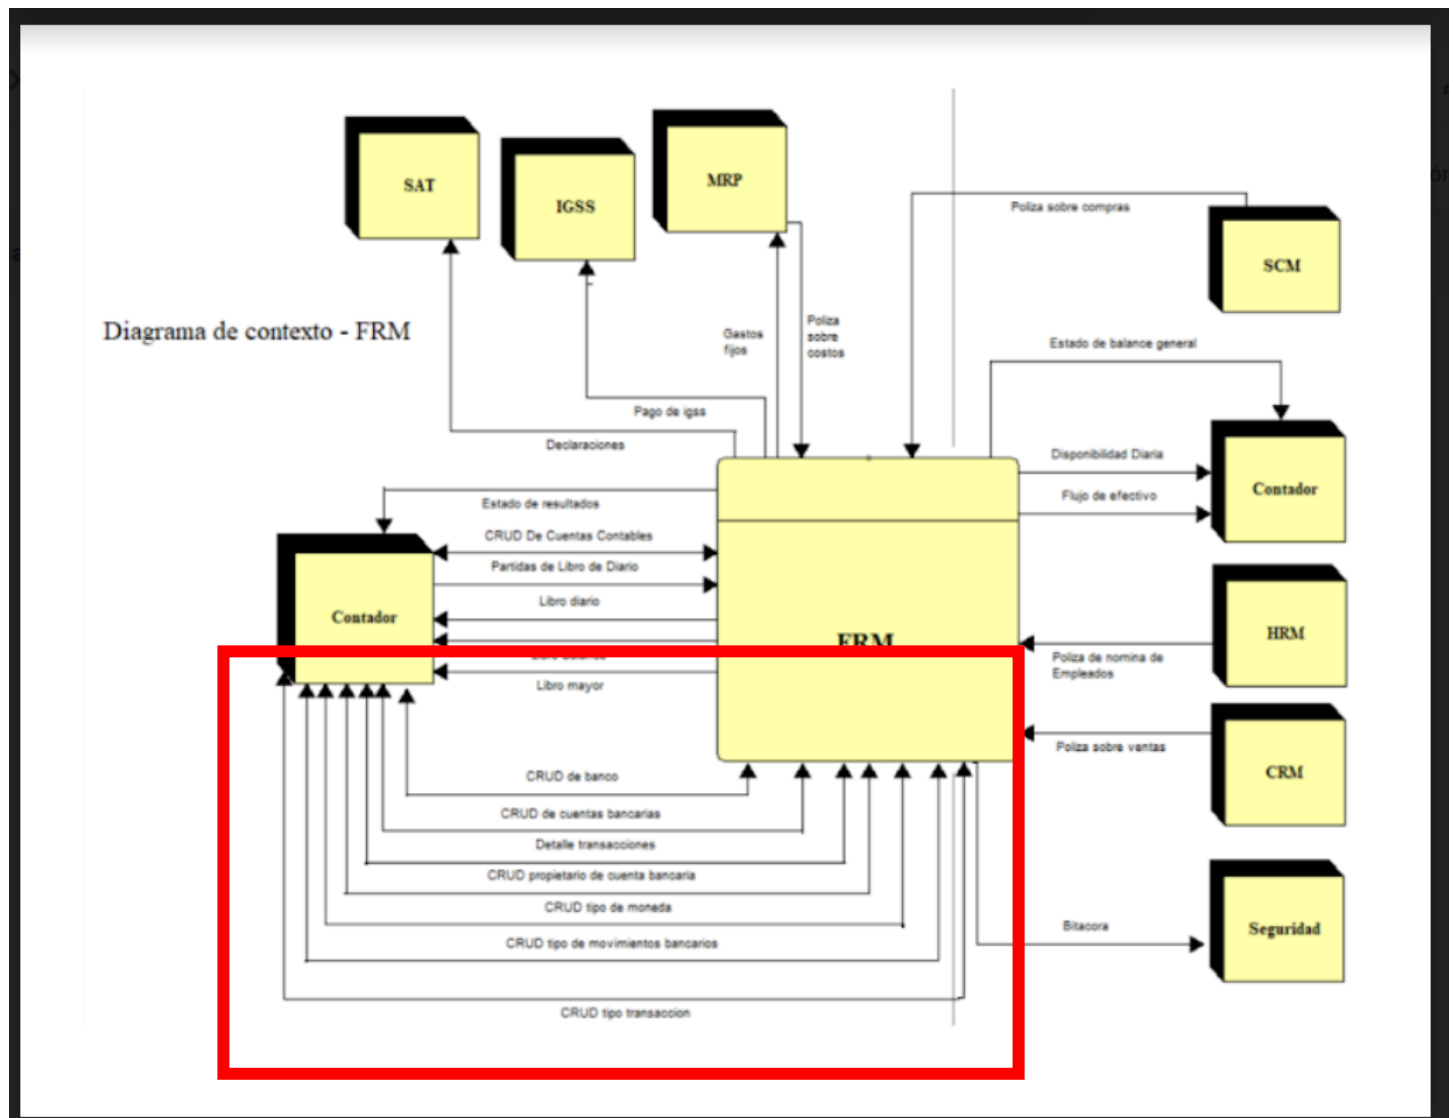 SAT
IGSS
MRP
Poliza sobre compras
SCM
Diagrama de contexto - FRM
Gastos
fijos
Poliza
sobre
costos
Estado de balance general
Pago de igss
Declaraciones
Disponibilidad Diaria
Flujo de efectivo
Contador
Estado de resultados
CRUD De Cuentas Contables
Partidas de Libro de Diario
Libro diario
Contador
FRM
Libro mayor
HRM
Poliza de nomina de
Empleados
Poliza sobre ventas
CRM
CRUD de banco
CRUD de cuentas bancarias
Detalle transacciones
CRUD propietario de cuenta bancaria
CRUD tipo de moneda
CRUD tipo de movimientos bancarios
CRUD tipo transaccion
Bitacora
Seguridad